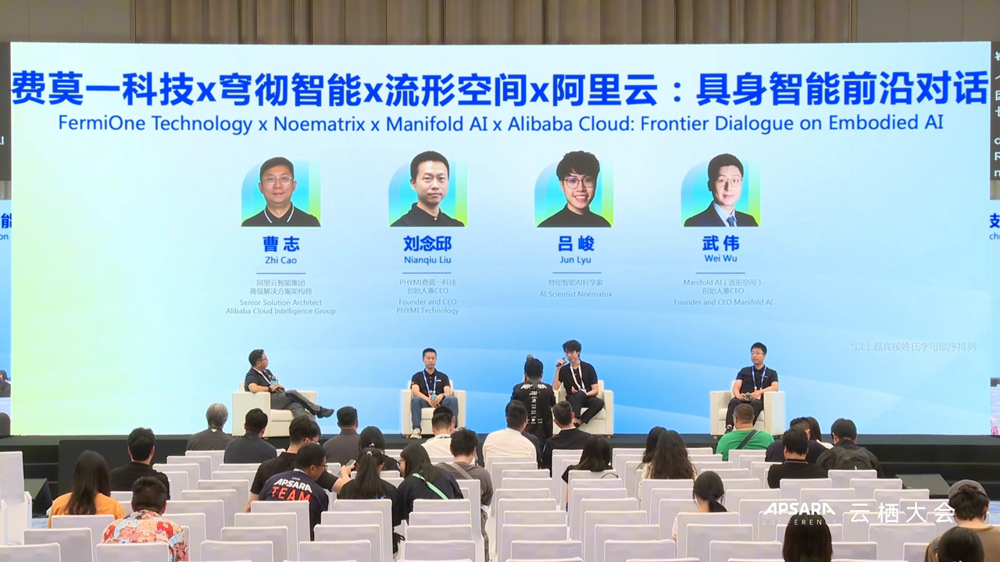 费莫一科技x穹彻智能x流形空间x阿里云：具身智能前沿对话
FermiOne Technology x Noematrix x Manifold AI x Alibaba Cloud: Frontier Dialogue on Embodied AI
曹 志
Zhi Cao
阿里云智能集团
高级解决方案架构师
Senior Solution Architect
Alibaba Cloud Intelligence Group
刘念邱
Nianqiu Liu
PHYMI费莫一科技
创始人兼CEO
Founder and CEO
PHYMI Technology
吕 峻
Jun Lyu
穹彻智能AI科学家
AI Scientist Noematrix
武 伟
Wei Wu
Manifold AI（流形空间）
创始人兼CEO
Founder and CEO Manifold AI
*以上嘉宾按姓氏字母顺序排列
APSARA
TEAM
APSARA
CONFERENCE
云栖大会